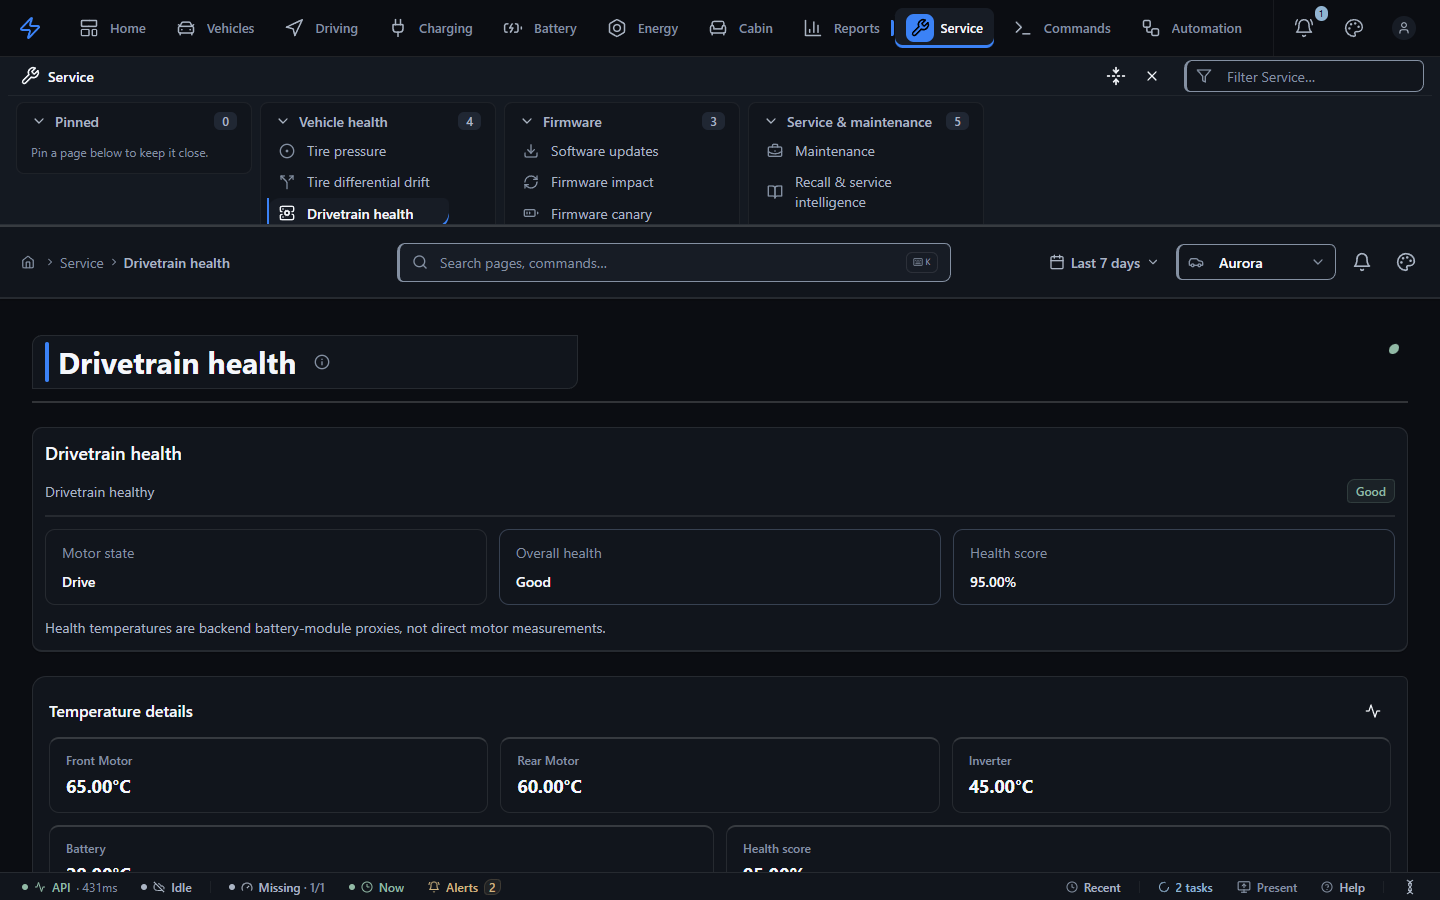 Home
Vehicles
Driving
Charging
Battery
Energy
Cabin
Reports
Service
Commands
Automation
1
Service
Filter Service...
Pinned 0
Pin a page below to keep it close.
Vehicle health 4
Tire pressure
Tire differential drift
Drivetrain health
Firmware 3
Software updates
Firmware impact
Firmware canary
Service & maintenance 5
Maintenance
Recall & service
intelligence
Service
Drivetrain health
Search pages, commands...
K
Last 7 days
Aurora
Drivetrain health
Drivetrain health
Drivetrain healthy
Good
Motor state
Drive
Overall health
Good
Health score
95.00%
Health temperatures are backend battery-module proxies, not direct motor measurements.
Temperature details
Front Motor
65.00°C
Rear Motor
60.00°C
Inverter
45.00°C
Battery
Health score
API · 431ms
Idle
Missing · 1/1
Now
Alerts 2
Recent
2 tasks
Present
Help